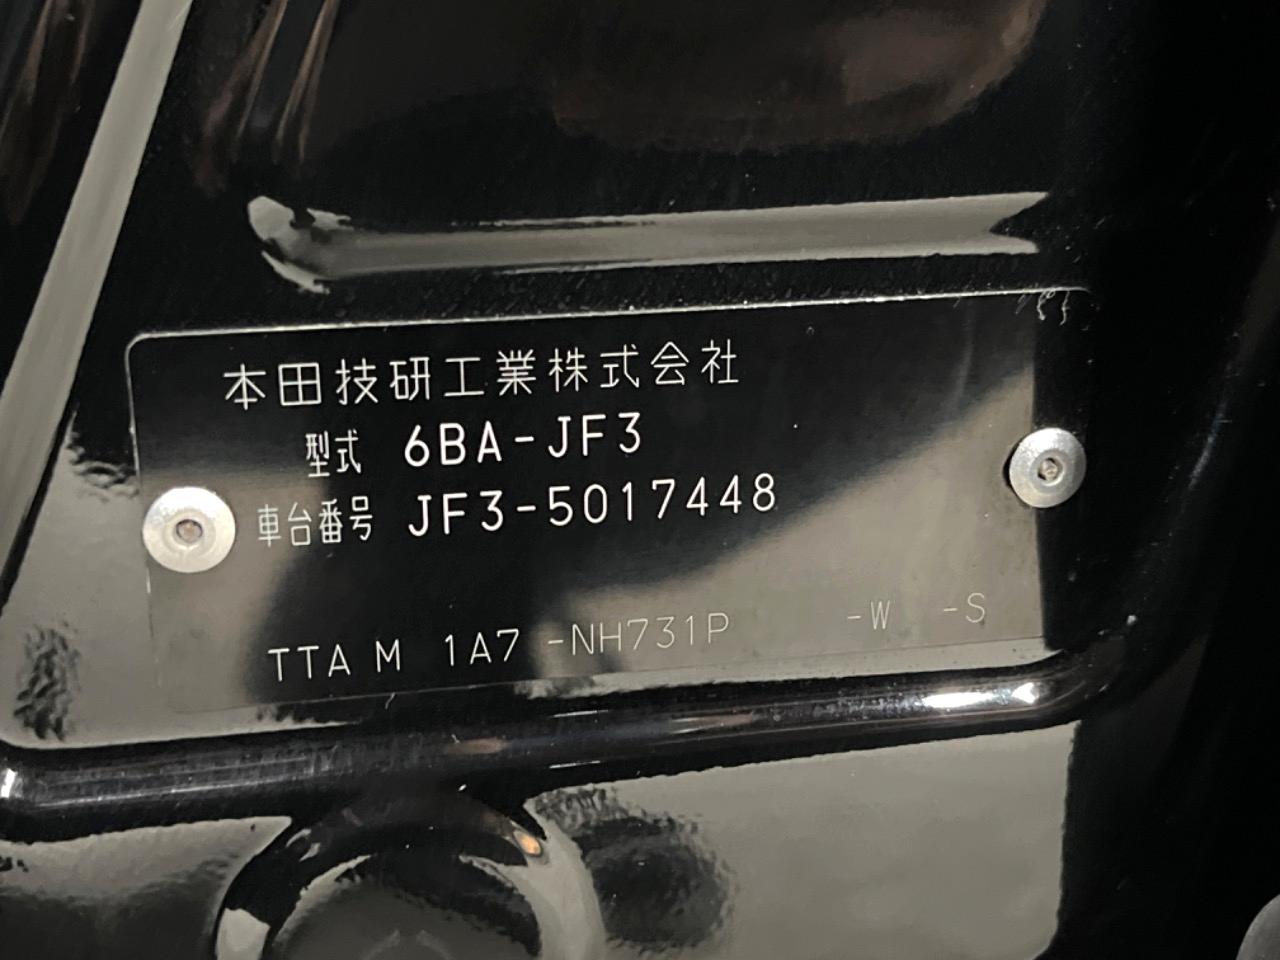 本田技研工業株式会社
型式 6BA-JF3
車台番号 JF3-5017448
TTA M 1A7 -NH731P -W -S